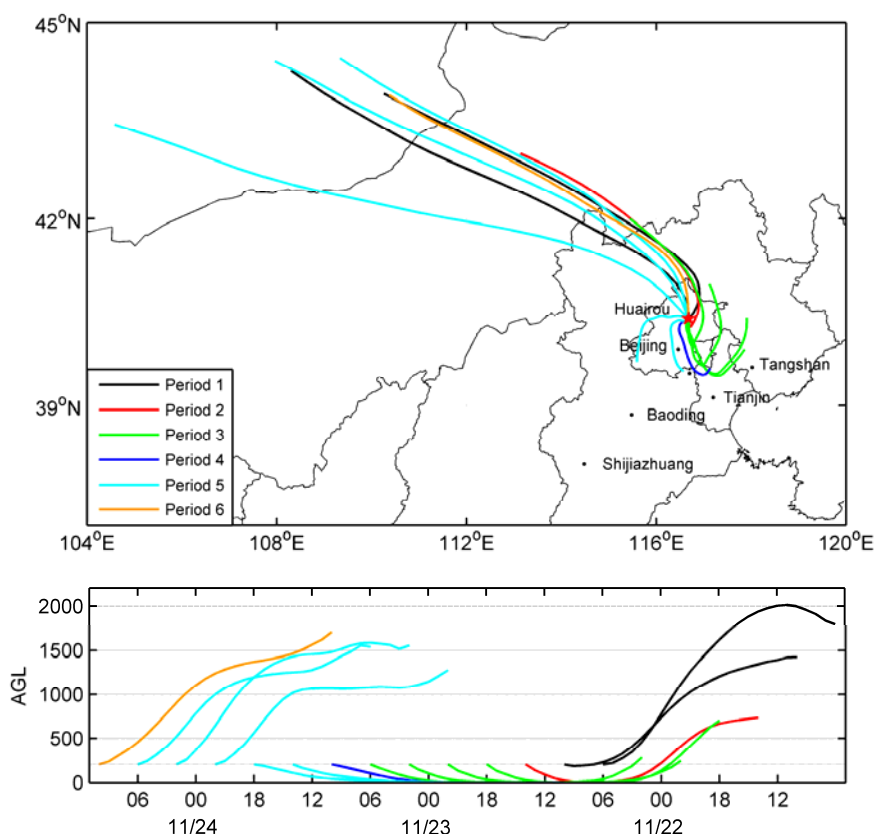 45°N
42°N
39°N
Huairou
Beijing
Tangshan
Tianjin
Baoding
Shijiazhuang
Period 1
Period 2
Period 3
Period 4
Period 5
Period 6
104°E 108°E 112°E 116°E 120°E
2000
1500
1000
500
0
AGL
06 00 18 12 06 00 18 12 06 00 18 12
11/24 11/23 11/22